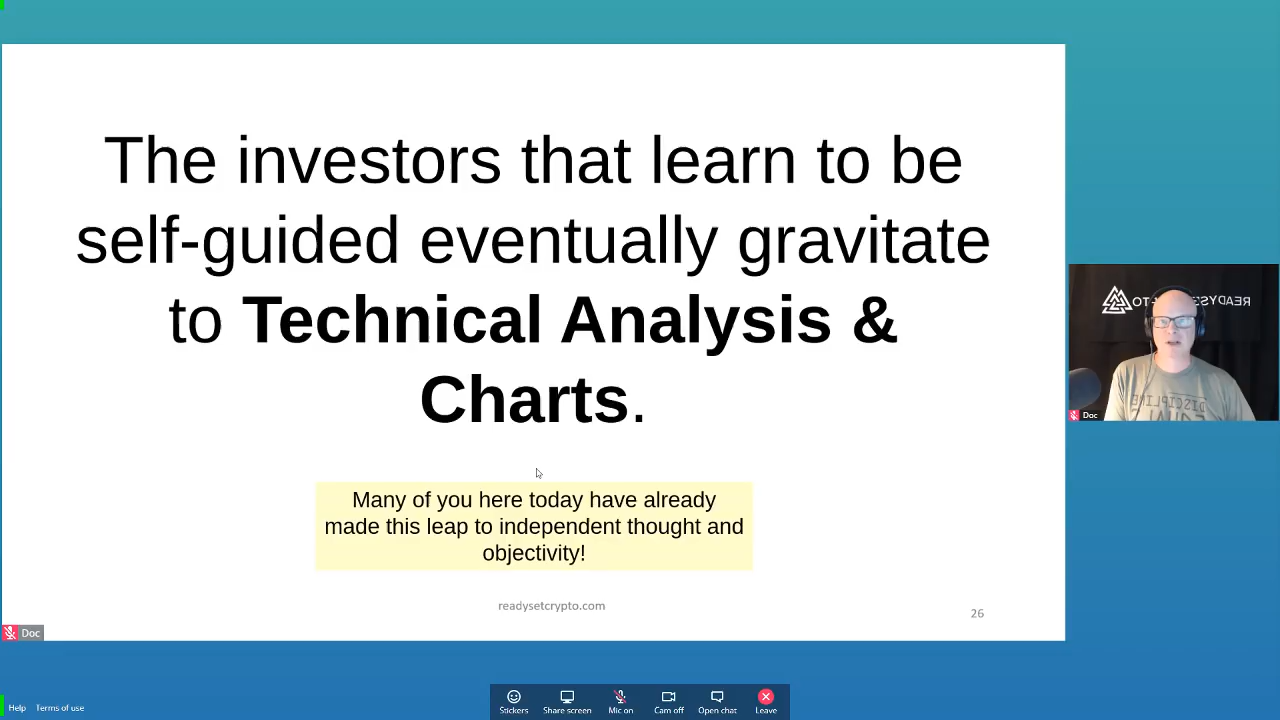 The investors that learn to be
self-guided eventually gravitate
to Technical Analysis &
Charts.
Many of you here today have already
made this leap to independent thought and
objectivity!
readysetcrypto.com
26
Doc
Doc
DISCIPLINE
Help
Terms of use
Stickers
Share screen
Mic on
Cam off
Open chat
Leave